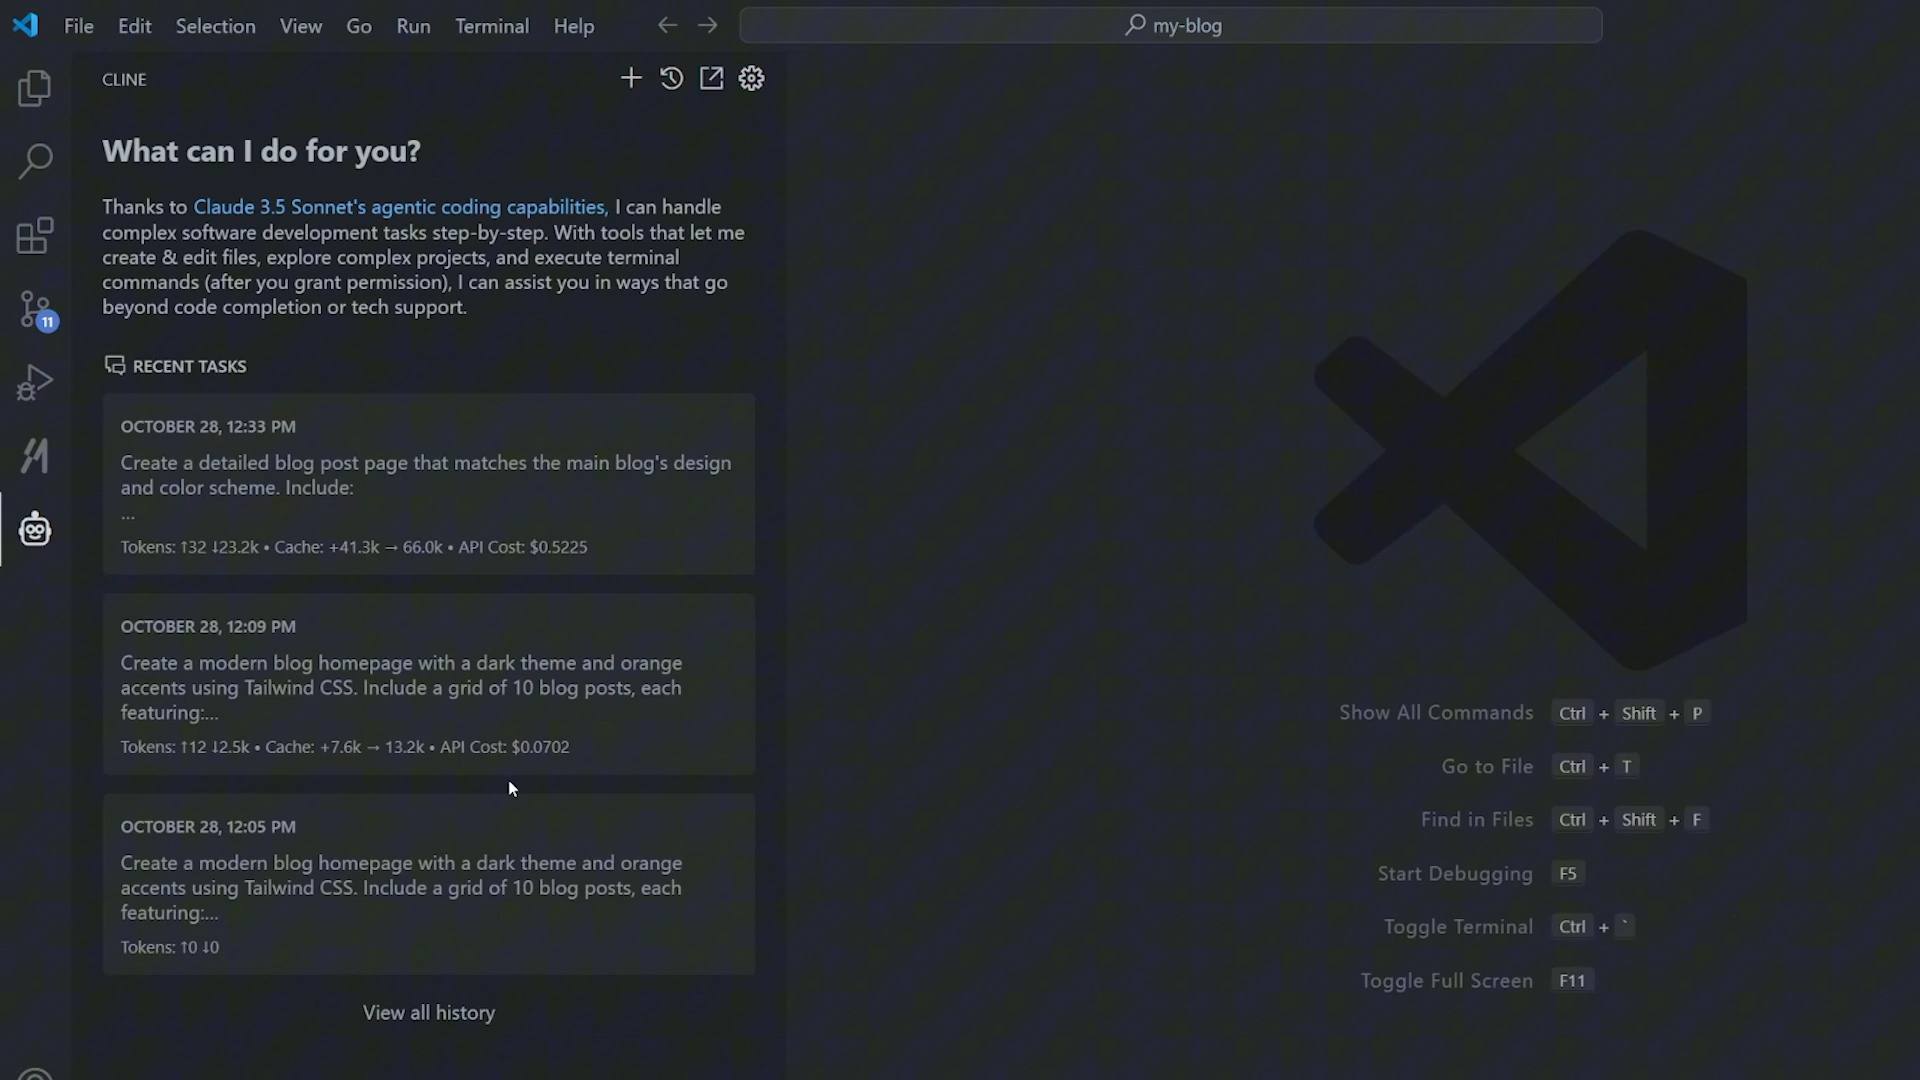 File Edit Selection View Go Run Terminal Help
my-blog
CLINE
What can I do for you?
Thanks to Claude 3.5 Sonnet's agentic coding capabilities, I can handle
complex software development tasks step-by-step. With tools that let me
create & edit files, explore complex projects, and execute terminal
commands (after you grant permission), I can assist you in ways that go
beyond code completion or tech support.
11
RECENT TASKS
OCTOBER 28, 12:33 PM
Create a detailed blog post page that matches the main blog's design
and color scheme. Include:
...
Tokens: ↑32 ↓23.2k • Cache: +41.3k → 66.0k • API Cost: $0.5225
OCTOBER 28, 12:09 PM
Create a modern blog homepage with a dark theme and orange
accents using Tailwind CSS. Include a grid of 10 blog posts, each
featuring:...
Tokens: ↑12 ↓2.5k • Cache: +7.6k → 13.2k • API Cost: $0.0702
OCTOBER 28, 12:05 PM
Create a modern blog homepage with a dark theme and orange
accents using Tailwind CSS. Include a grid of 10 blog posts, each
featuring:...
Tokens: ↑0 ↓0
View all history
Show All Commands Ctrl + Shift + P
Go to File Ctrl + T
Find in Files Ctrl + Shift + F
Start Debugging F5
Toggle Terminal Ctrl + `
Toggle Full Screen F11